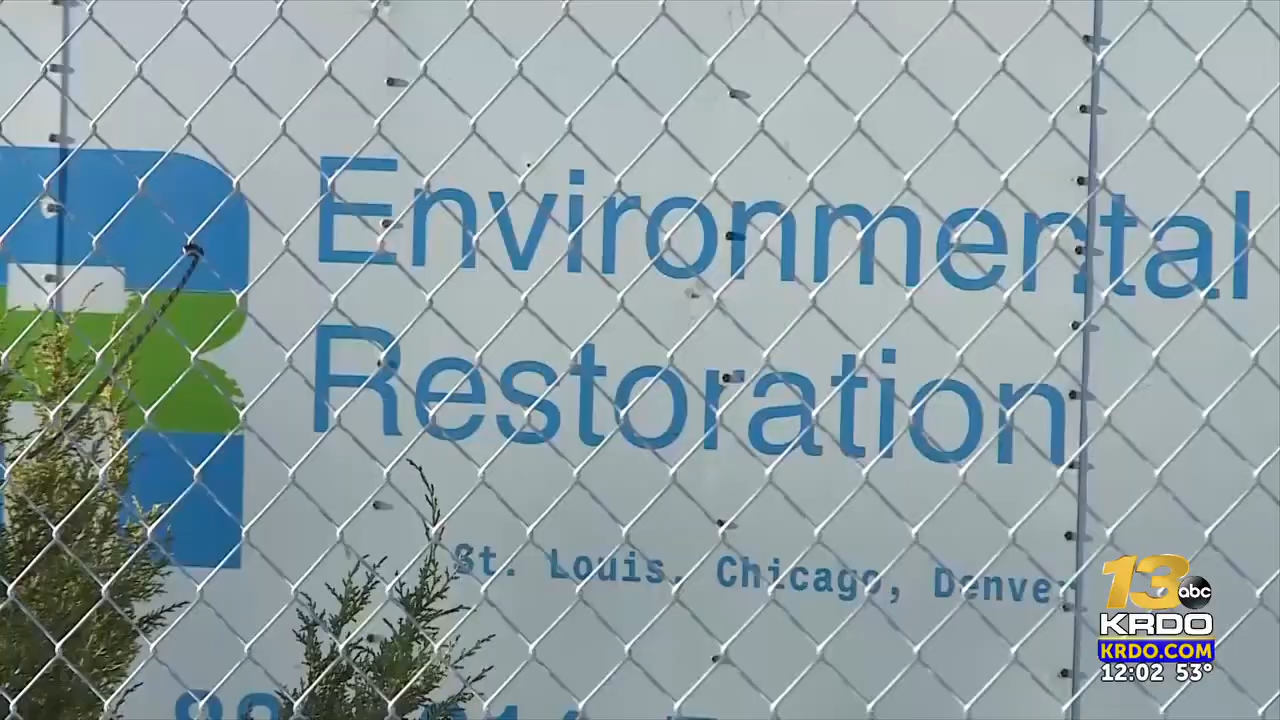 Environmental
Restoration
St. Louis, Chicago, Denver
13 abc
KRDO
KRDO.COM
12:02 53°